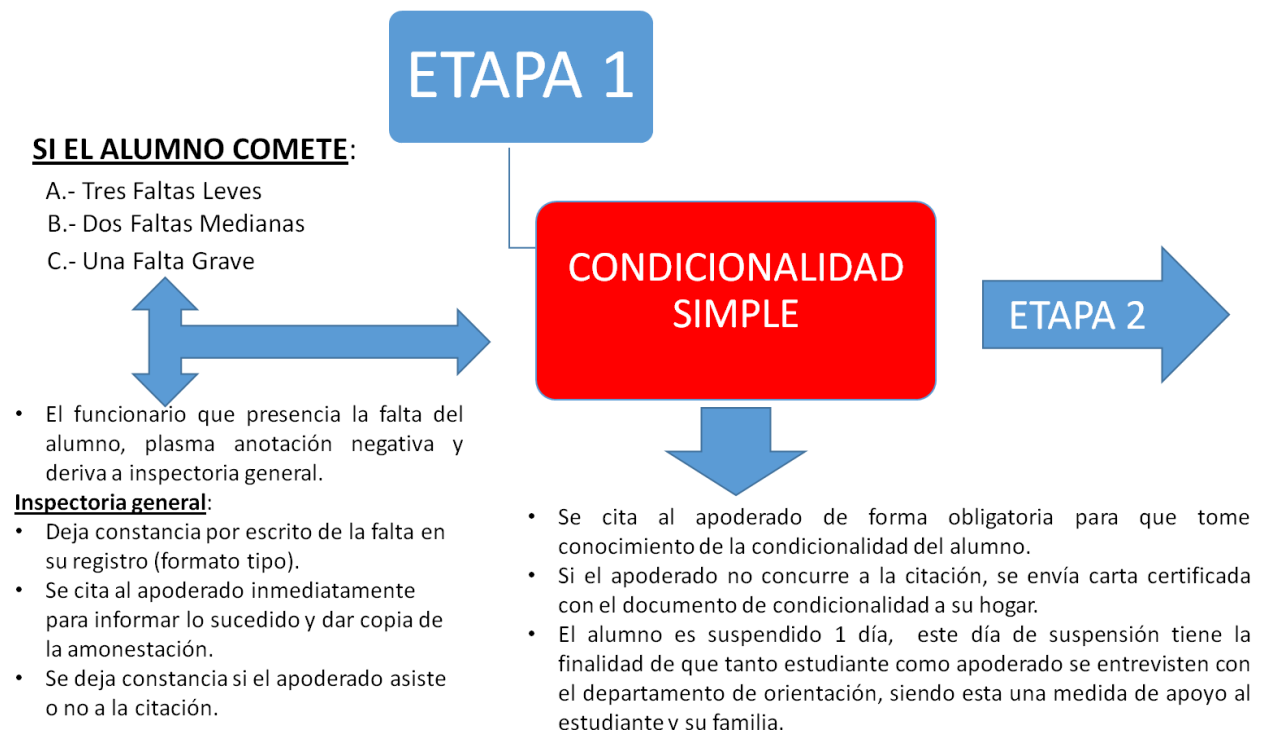 ETAPA 1
SI EL ALUMNO COMETE:
A.- Tres Faltas Leves
B.- Dos Faltas Medianas
C.- Una Falta Grave
CONDICIONALIDAD
SIMPLE
ETAPA 2
• El funcionario que presencia la falta del
alumno, plasma anotación negativa y
deriva a inspectoria general.
Inspectoria general:
• Deja constancia por escrito de la falta en
su registro (formato tipo).
• Se cita al apoderado inmediatamente
para informar lo sucedido y dar copia de
la amonestación.
• Se deja constancia si el apoderado asiste
o no a la citación.
• Se cita al apoderado de forma obligatoria para que tome
conocimiento de la condicionalidad del alumno.
• Si el apoderado no concurre a la citación, se envía carta certificada
con el documento de condicionalidad a su hogar.
• El alumno es suspendido 1 día, este día de suspensión tiene la
finalidad de que tanto estudiante como apoderado se entrevisten con
el departamento de orientación, siendo esta una medida de apoyo al
estudiante y su familia.